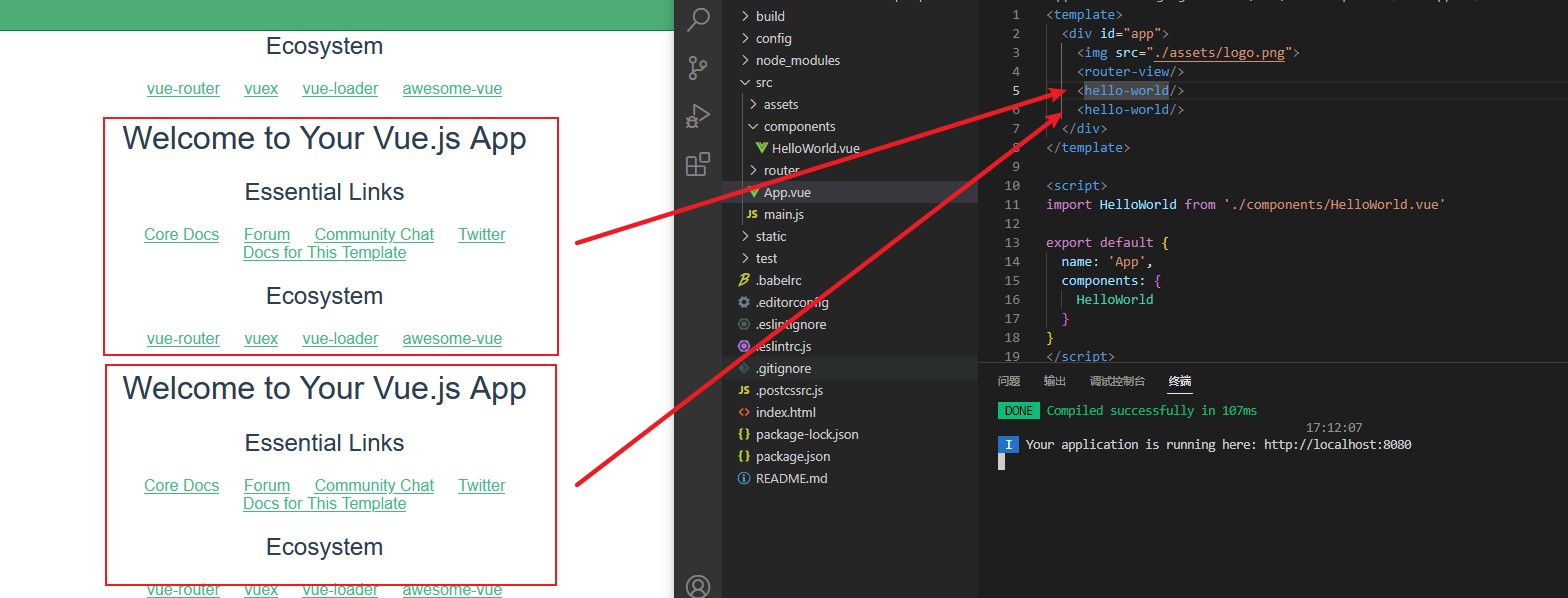 Ecosystem
vue-router vuex vue-loader awesome-vue
Welcome to Your Vue.js App
Essential Links
Core Docs Forum Community Chat Twitter
Docs for This Template
Ecosystem
vue-router vuex vue-loader awesome-vue
Welcome to Your Vue.js App
Essential Links
Core Docs Forum Community Chat Twitter
Docs for This Template
Ecosystem
vue-router vuex vue-loader awesome-vue
build
config
node_modules
src
assets
components
HelloWorld.vue
router
App.vue
JS main.js
static
test
.babelrc
.editorconfig
.eslintignore
.eslintrc.js
.gitignore
JS .postcssrc.js
<> index.html
{} package-lock.json
{} package.json
README.md
1 <template>
2 <div id="app">
3 <img src="./assets/logo.png">
4 <router-view/>
5 <hello-world/>
6 <hello-world/>
7 </div>
8 </template>
9
10 <script>
11 import HelloWorld from './components/HelloWorld.vue'
12
13 export default {
14 name: 'App',
15 components: {
16 HelloWorld
17 }
18 }
19 </script>
问题 输出 调试控制台 终端
DONE Compiled successfully in 107ms
17:12:07
I Your application is running here: http://localhost:8080